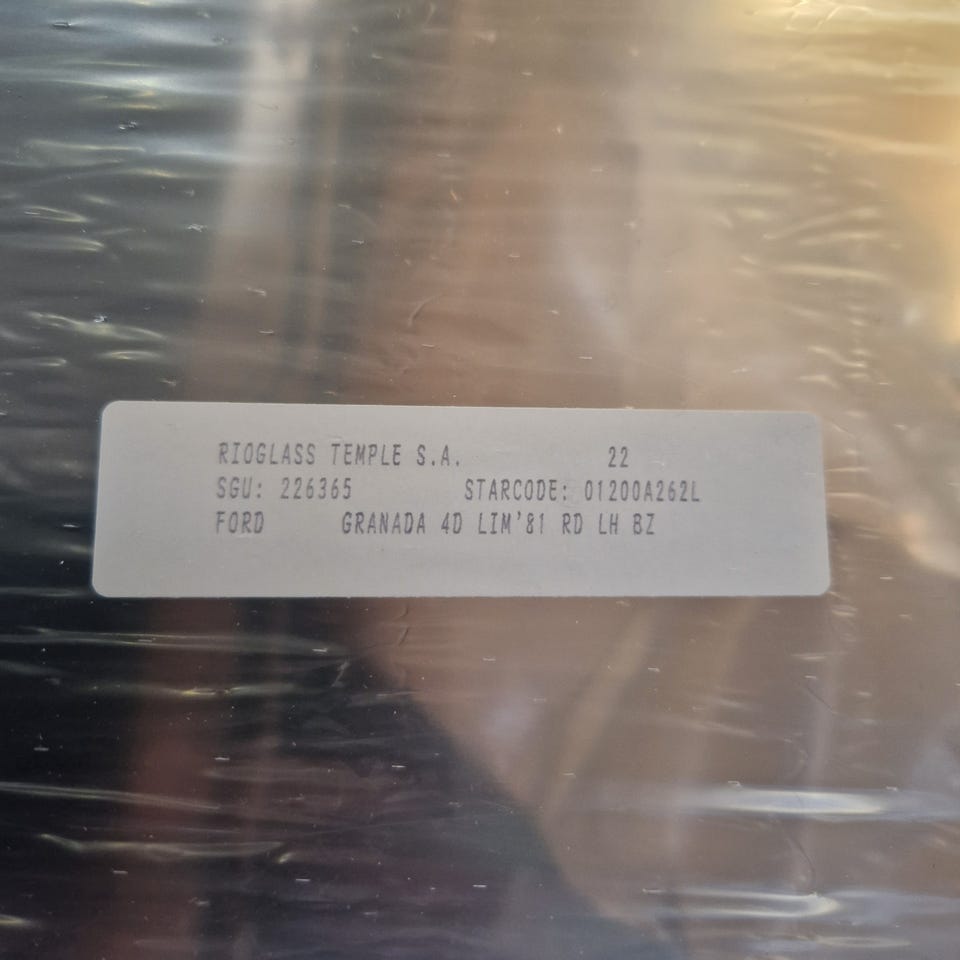 RIOGLASS TEMPLE S.A. 22
SGU: 226365 STARCODE: 01200A262L
FORD GRANADA 4D LIM'81 RD LH BZ